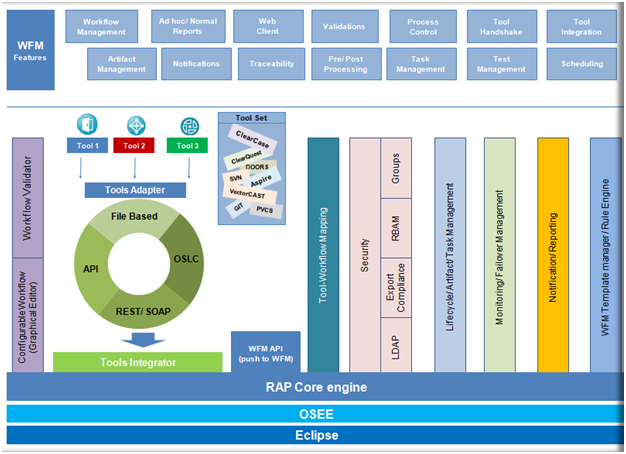 WFM
Features
Workflow
Management
Ad hoc/ Normal
Reports
Web
Client
Validations
Process
Control
Tool
Handshake
Tool
Integration
Artifact
Management
Notifications
Traceability
Pre/ Post
Processing
Task
Management
Test
Management
Scheduling
Workflow Validator
Configurable Workflow
(Graphical Editor)
Tool 1
Tool 2
Tool 3
Tools Adapter
File Based
API
OSLC
REST/ SOAP
Tools Integrator
Tool Set
ClearCase
ClearQuest
DOORS
SVN
Aspire
VectorCAST
GIT
PVCS
WFM API
(push to WFM)
Tool-Workflow Mapping
Security
Groups
RBAM
Export
Compliance
LDAP
Lifecycle/Artifact/Task Management
Monitoring/Failover Management
Notification/Reporting
WFM Template manager/Rule Engine
RAP Core engine
OSEE
Eclipse